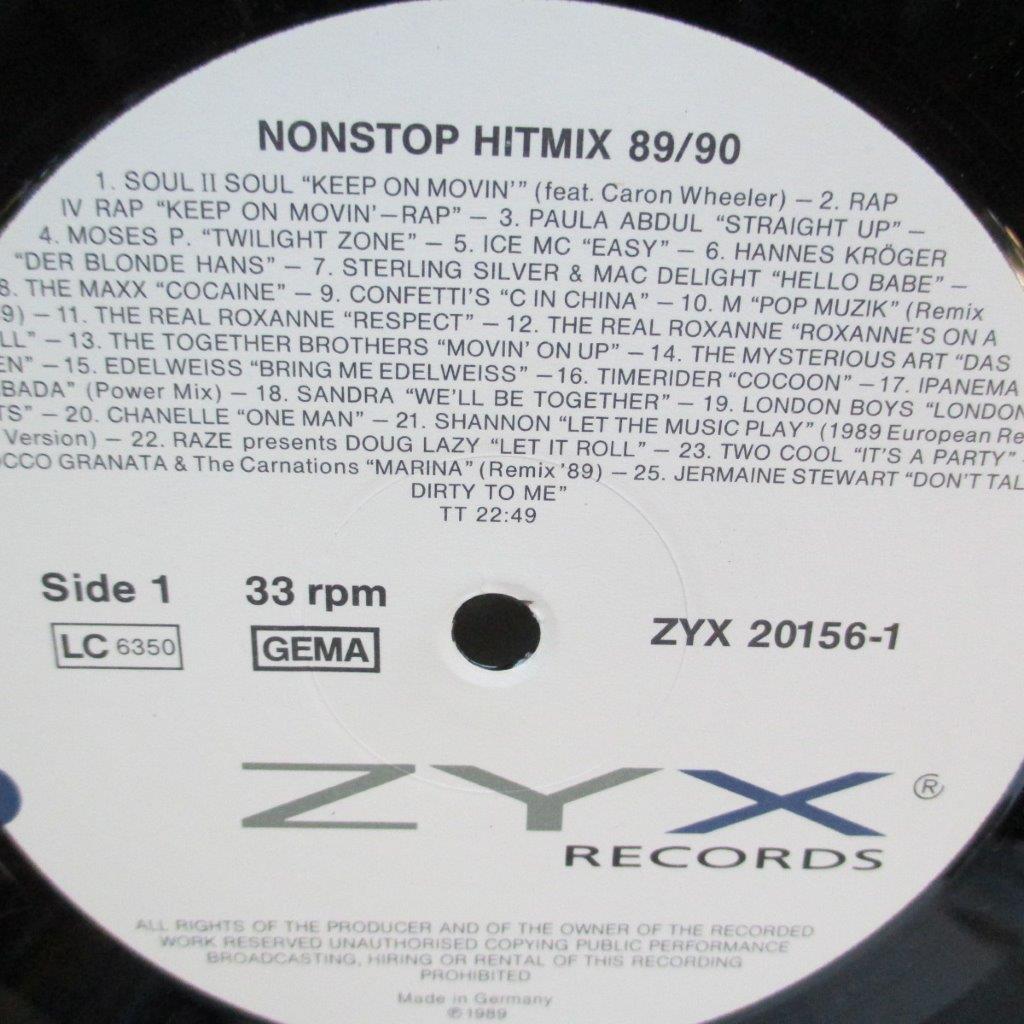 NONSTOP HITMIX 89/90
1. SOUL II SOUL “KEEP ON MOVIN’” (feat. Caron Wheeler) – 2. RAP
IV RAP “KEEP ON MOVIN’–RAP” – 3. PAULA ABDUL “STRAIGHT UP” –
4. MOSES P. “TWILIGHT ZONE” – 5. ICE MC “EASY” – 6. HANNES KRÖGER
“DER BLONDE HANS” – 7. STERLING SILVER & MAC DELIGHT “HELLO BABE” –
8. THE MAXX “COCAINE” – 9. CONFETTI’S “C IN CHINA” – 10. M “POP MUZIK” (Remix
9) – 11. THE REAL ROXANNE “RESPECT” – 12. THE REAL ROXANNE “ROXANNE’S ON A
LL” – 13. THE TOGETHER BROTHERS “MOVIN’ ON UP” – 14. THE MYSTERIOUS ART “DAS
EN” – 15. EDELWEISS “BRING ME EDELWEISS” – 16. TIMERIDER “COCOON” – 17. IPANEMA
BADA” (Power Mix) – 18. SANDRA “WE’LL BE TOGETHER” – 19. LONDON BOYS “LONDON
TS” – 20. CHANELLE “ONE MAN” – 21. SHANNON “LET THE MUSIC PLAY” (1989 European Re
Version) – 22. RAZE presents DOUG LAZY “LET IT ROLL” – 23. TWO COOL “IT’S A PARTY”
OCCO GRANATA & The Carnations “MARINA” (Remix ’89) – 25. JERMAINE STEWART “DON’T TAL
DIRTY TO ME”
TT 22:49
Side 1 33 rpm
LC 6350 GEMA ZYX 20156-1
ZYX ®
RECORDS
ALL RIGHTS OF THE PRODUCER AND OF THE OWNER OF THE RECORDED
WORK RESERVED UNAUTHORISED COPYING PUBLIC PERFORMANCE
BROADCASTING, HIRING OR RENTAL OF THIS RECORDING
PROHIBITED
Made in Germany
℗1989